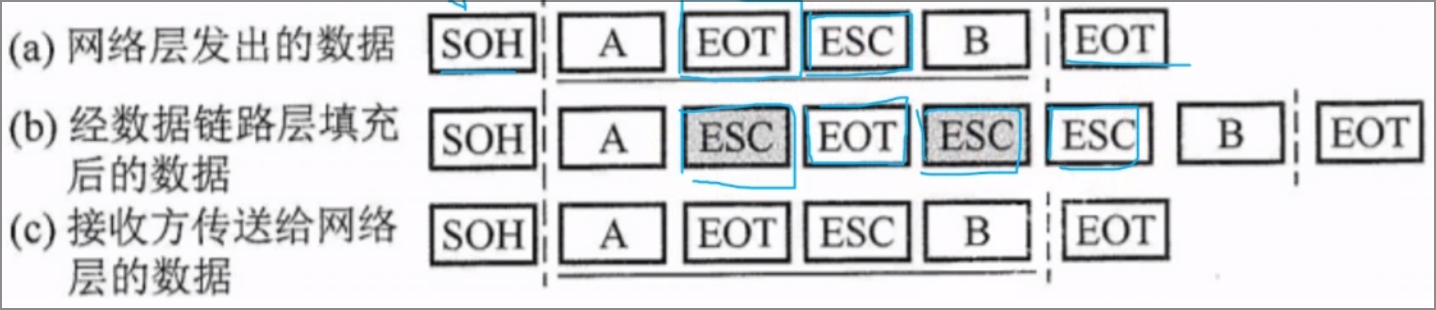 (a) 网络层发出的数据 SOH A EOT ESC B EOT
(b) 经数据链路层填充 SOH A ESC EOT ESC ESC B EOT
后的数据
(c) 接收方传送给网络 SOH A EOT ESC B EOT
层的数据